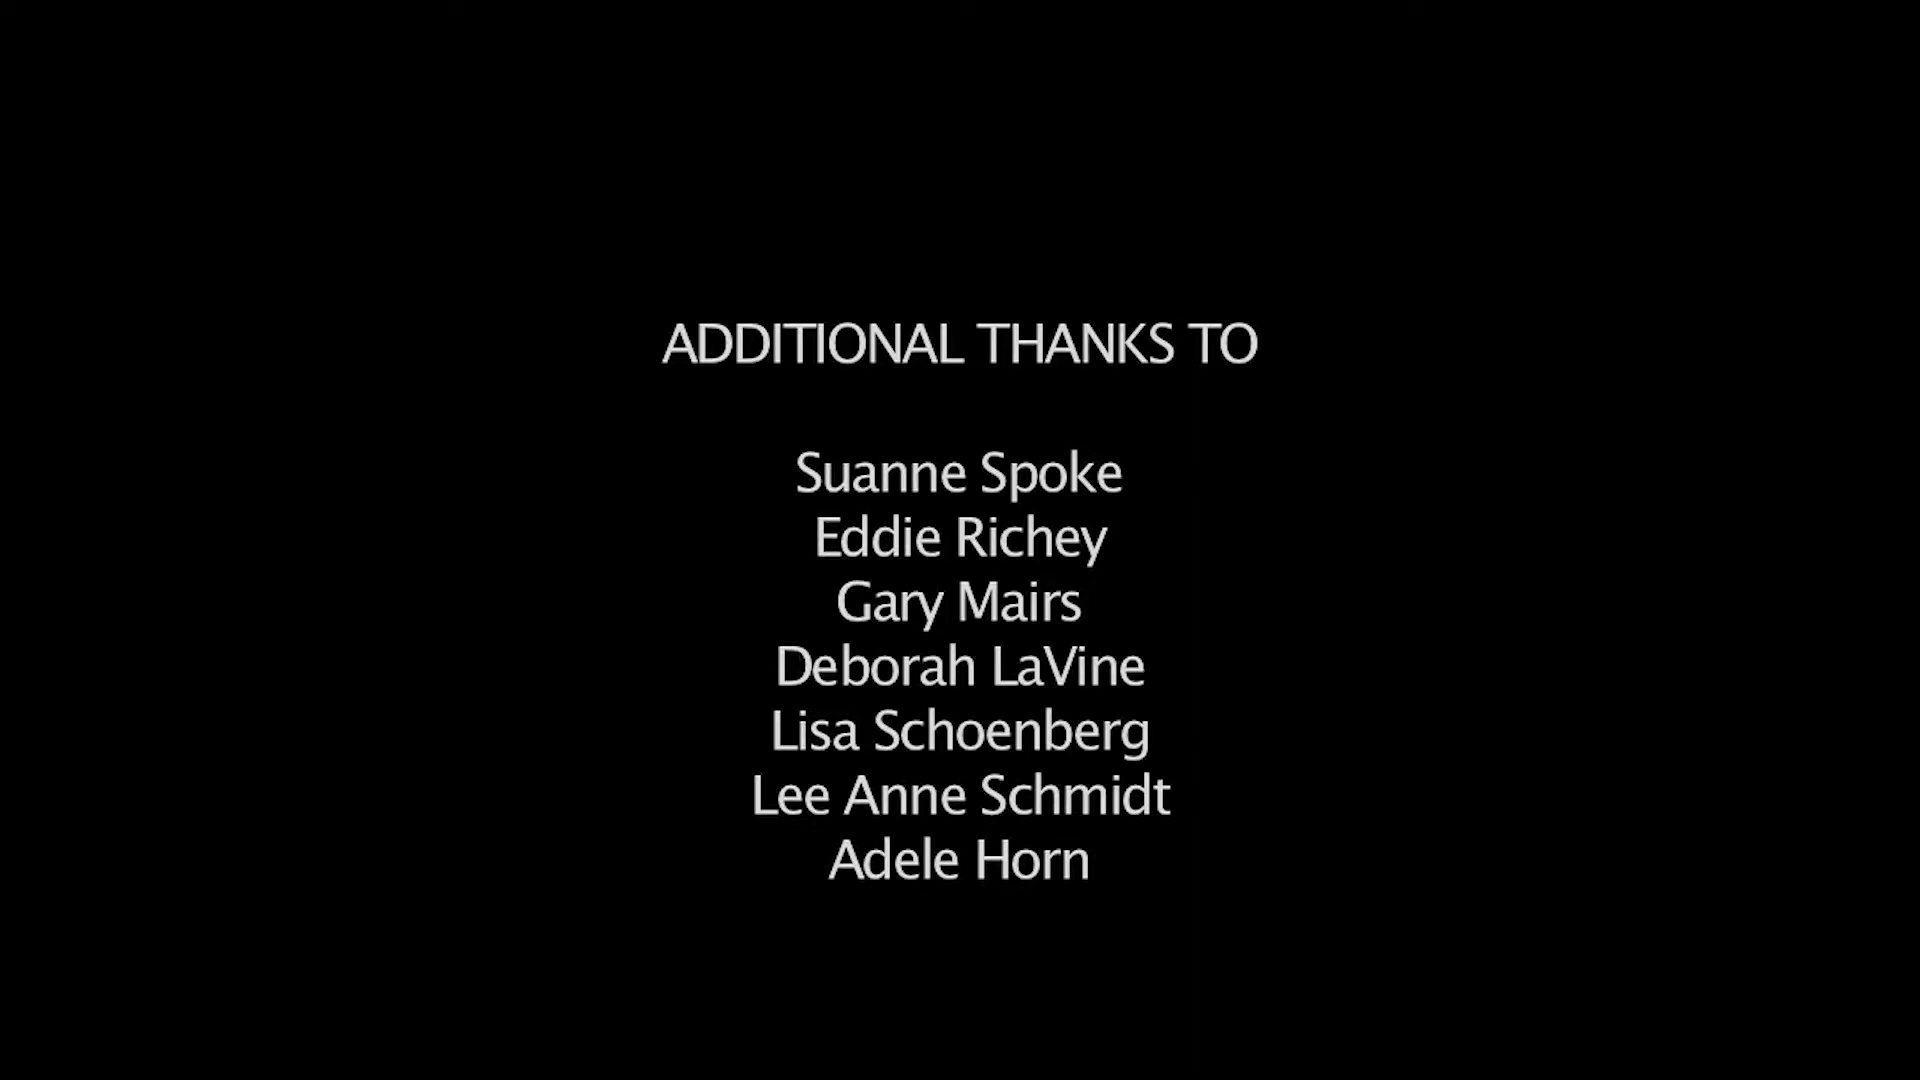 ADDITIONAL THANKS TO
Suanne Spoke
Eddie Richey
Gary Mairs
Deborah LaVine
Lisa Schoenberg
Lee Anne Schmidt
Adele Horn